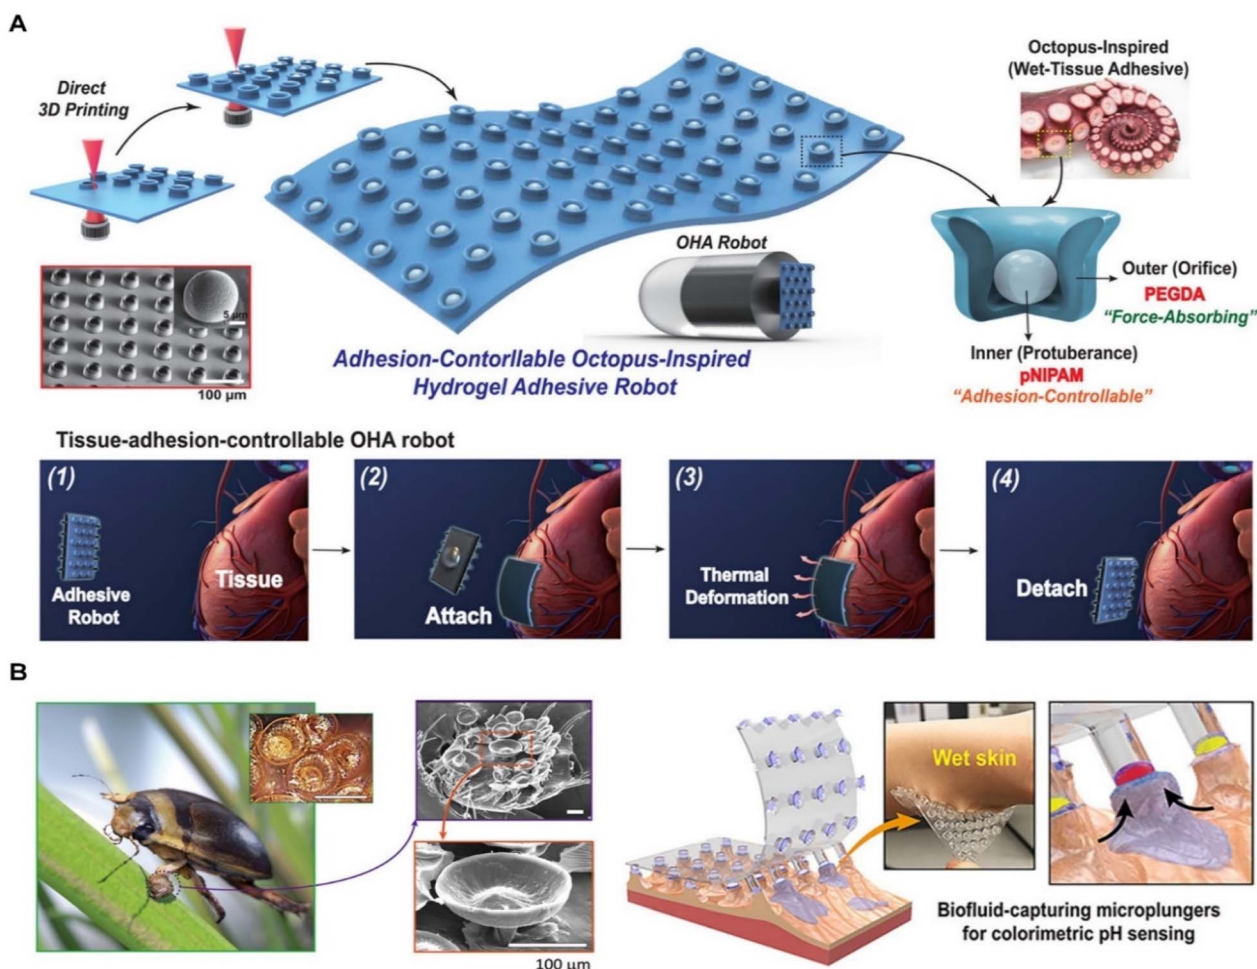 A
Direct
3D Printing
Octopus-Inspired
(Wet-Tissue Adhesive)
OHA Robot
5 µm
100 µm
Adhesion-Contorllable Octopus-Inspired
Hydrogel Adhesive Robot
Outer (Orifice)
PEGDA
“Force-Absorbing”
Inner (Protuberance)
pNIPAM
“Adhesion-Controllable”
Tissue-adhesion-controllable OHA robot
(1)
Adhesive
Robot
Tissue
(2)
Attach
(3)
Thermal
Deformation
(4)
Detach
B
Wet skin
100 µm
Biofluid-capturing microplungers
for colorimetric pH sensing